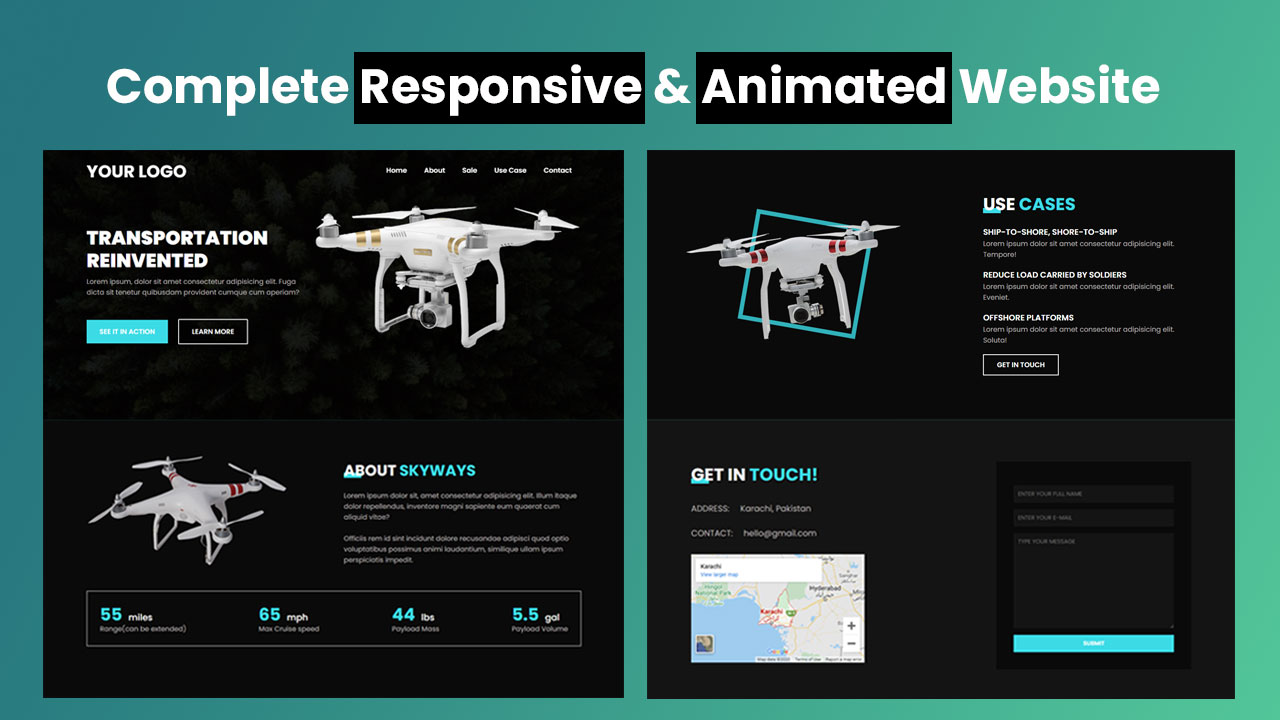 Complete Responsive & Animated Website
YOUR LOGO
Home About Sale Use Case Contact
TRANSPORTATION
REINVENTED
Lorem ipsum dolor, sit amet consectetur adipisicing elit. Fuga
dicta sit tenetur quibusdam provident cumque cum aperiam?
SEE IT IN ACTION LEARN MORE
ABOUT SKYWAYS
Lorem ipsum dolor sit, amet consectetur adipisicing elit. Illum itaque
dolor repellendus, inventore magni sapiente eum quaerat cum
aliquid vitae?
Officiis rem id sint incidunt dolore recusandae adipisci quod optio
voluptatibus possimus animi laudantium, similique ullam ipsum
perspiciatis impedit.
55 miles
Range(can be extended)
65 mph
Max Cruise speed
44 lbs
Payload Mass
5.5 gal
Payload Volume
USE CASES
SHIP-TO-SHORE, SHORE-TO-SHIP
Lorem ipsum dolor sit amet consectetur adipisicing elit.
Tempore!
REDUCE LOAD CARRIED BY SOLDIERS
Lorem ipsum dolor sit amet consectetur adipisicing elit.
Eveniet.
OFFSHORE PLATFORMS
Lorem ipsum dolor sit amet consectetur adipisicing elit.
Soluta!
GET IN TOUCH
GET IN TOUCH!
ADDRESS: Karachi, Pakistan
CONTACT: hello@gmail.com
Karachi
View larger map
Hingol
National Park
Hyderabad
Sanghar
Karachi
Map data ©2020 Terms of Use Report a map error
ENTER YOUR FULL NAME
ENTER YOUR E-MAIL
TYPE YOUR MESSAGE
SUBMIT